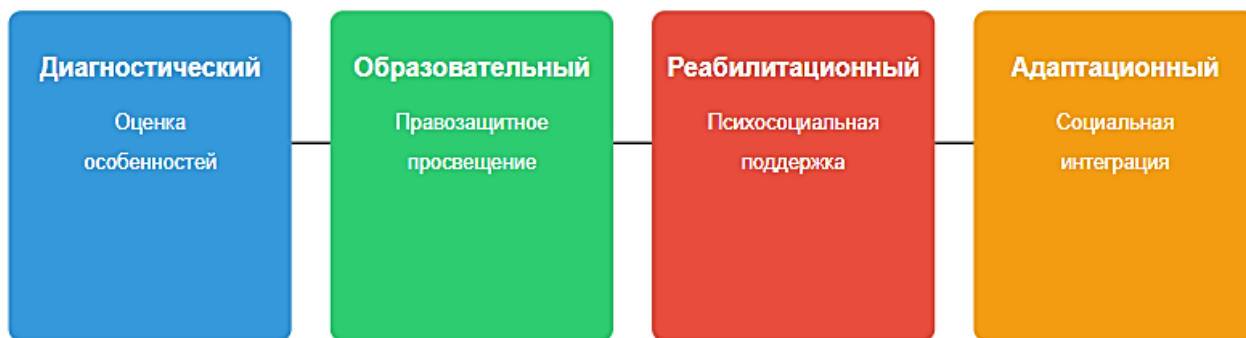 Диагностический
Оценка
особенностей
Образовательный
Правозащитное
просвещение
Реабилитационный
Психосоциальная
поддержка
Адаптационный
Социальная
интеграция